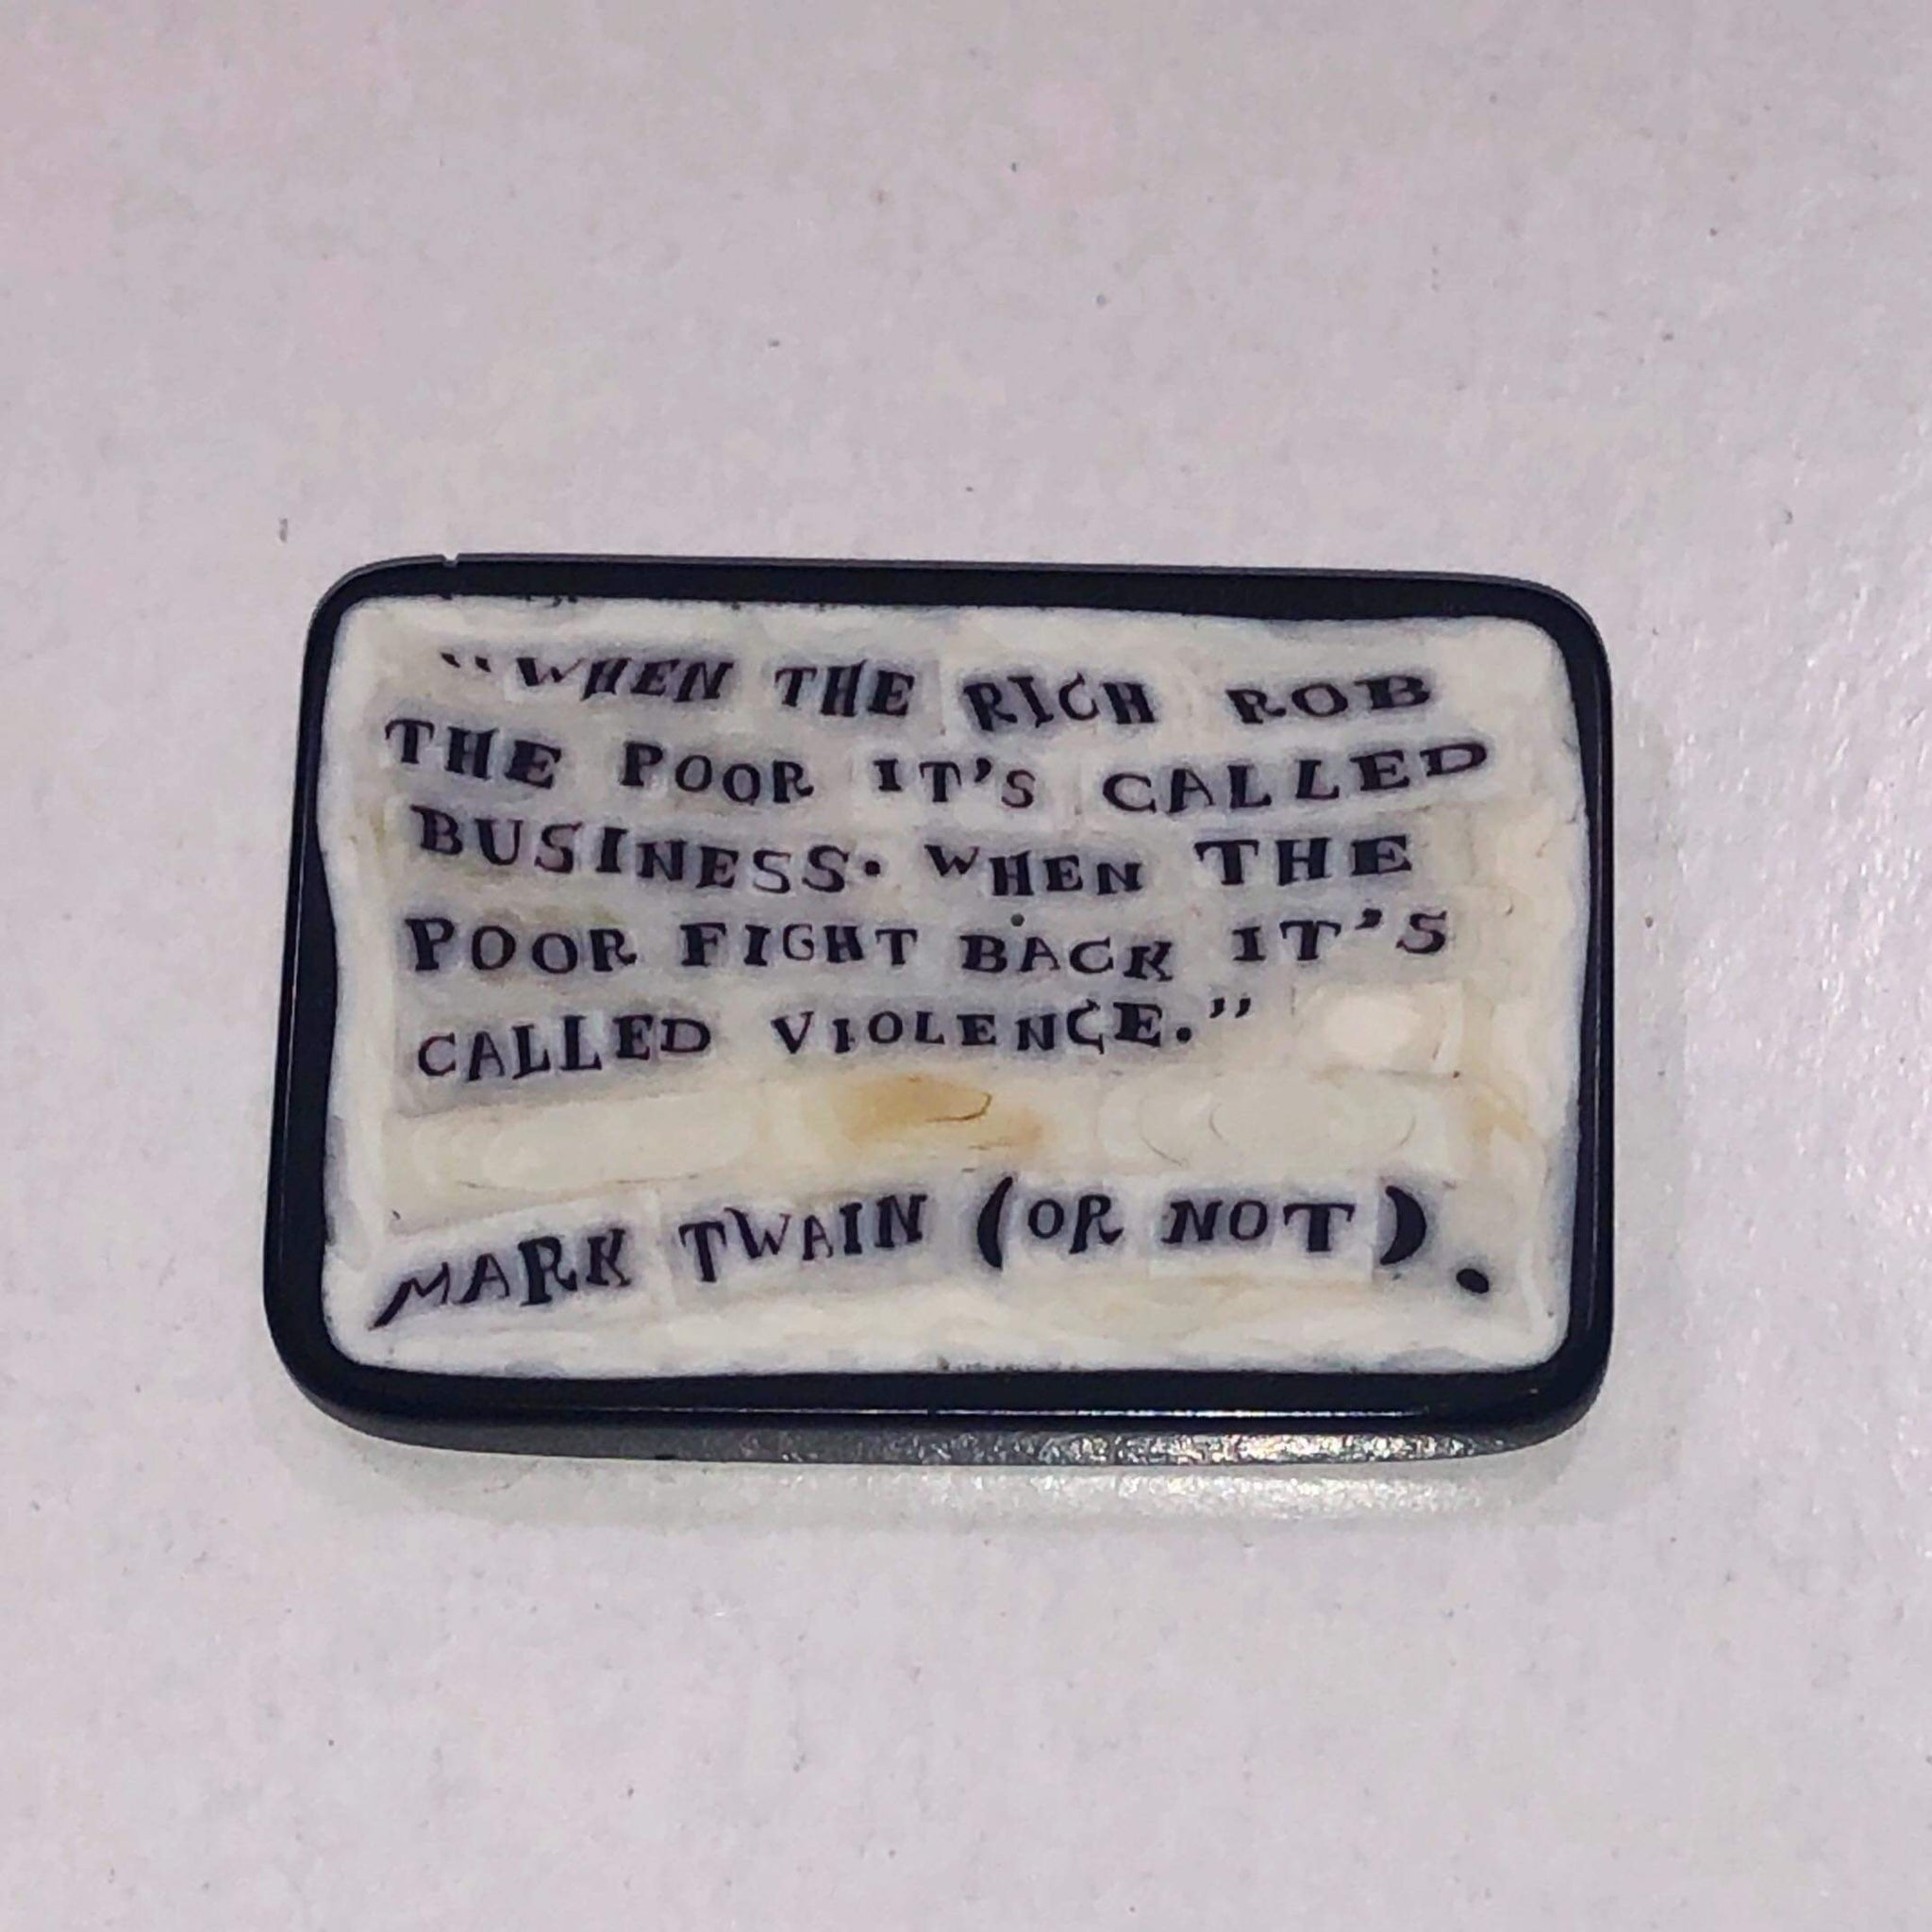 “WHEN THE RICH ROB
THE POOR IT’S CALLED
BUSINESS. WHEN THE
POOR FIGHT BACK IT’S
CALLED VIOLENCE.”
MARK TWAIN (OR NOT).